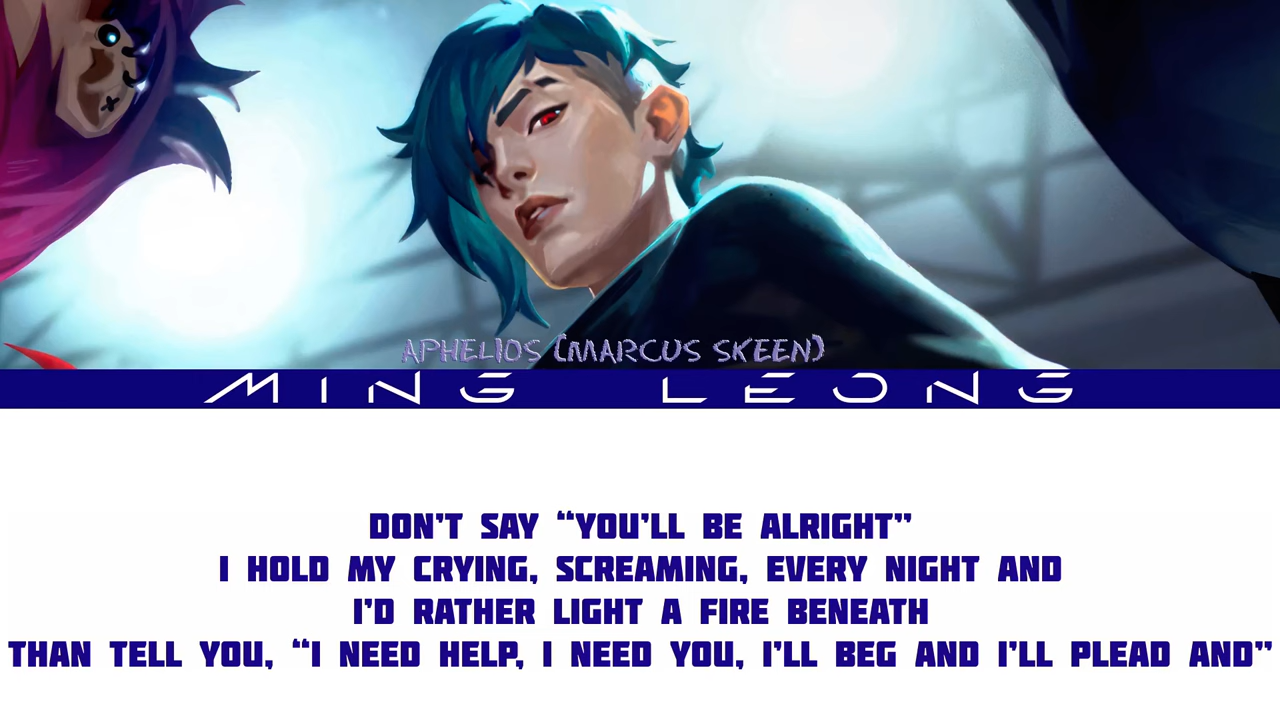 APHELIOS (MARCUS SKEEN)
MING LEONG
DON'T SAY “YOU'LL BE ALRIGHT”
I HOLD MY CRYING, SCREAMING, EVERY NIGHT AND
I'D RATHER LIGHT A FIRE BENEATH
THAN TELL YOU, “I NEED HELP, I NEED YOU, I'LL BEG AND I'LL PLEAD AND”